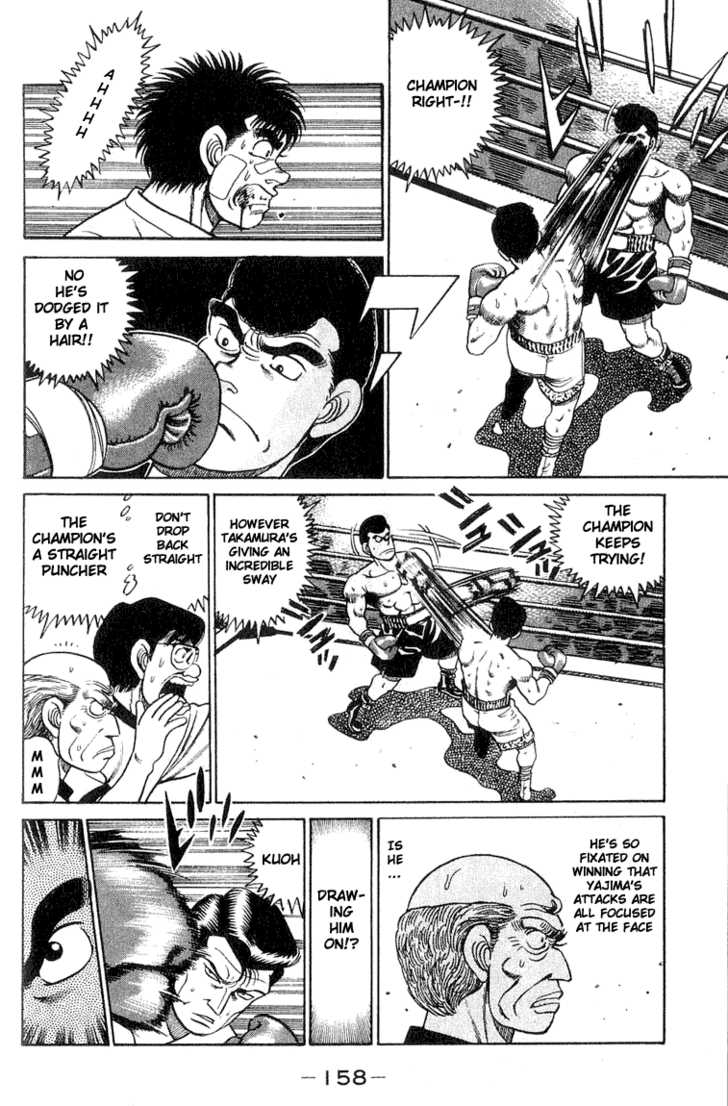 CHAMPION
RIGHT-!!
AHHHH
NO
HE'S
DODGED IT
BY A
HAIR!!
THE
CHAMPION
KEEPS
TRYING!
HOWEVER
TAKAMURA'S
GIVING AN
INCREDIBLE
SWAY
DON'T
DROP
BACK
STRAIGHT
THE
CHAMPION'S
A STRAIGHT
PUNCHER
MMM
HE'S SO
FIXATED ON
WINNING THAT
YAJIMA'S
ATTACKS ARE
ALL FOCUSED
AT THE FACE
IS
HE
...
DRAW-
ING
HIM
ON!?
KUOH
-158-